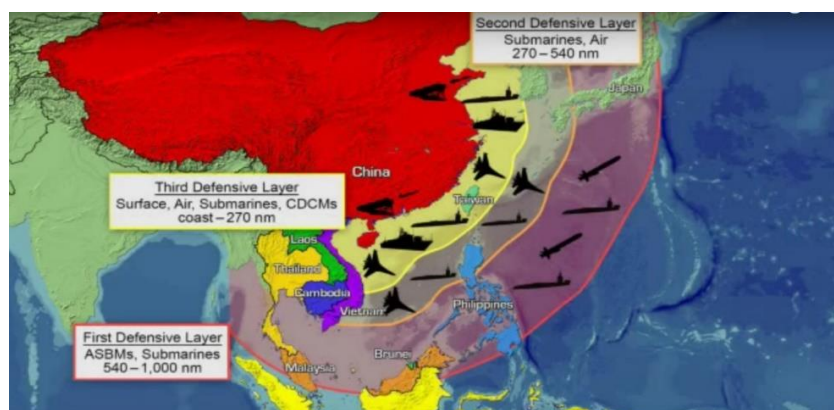 Second Defensive Layer
Submarines, Air
270 – 540 nm
Japan
China
Third Defensive Layer
Surface, Air, Submarines, CDCMs
coast – 270 nm
Taiwan
Laos
Thailand
Cambodia
Vietnam
Philippines
First Defensive Layer
ASBMs, Submarines
540 – 1,000 nm
Brunei
Malaysia